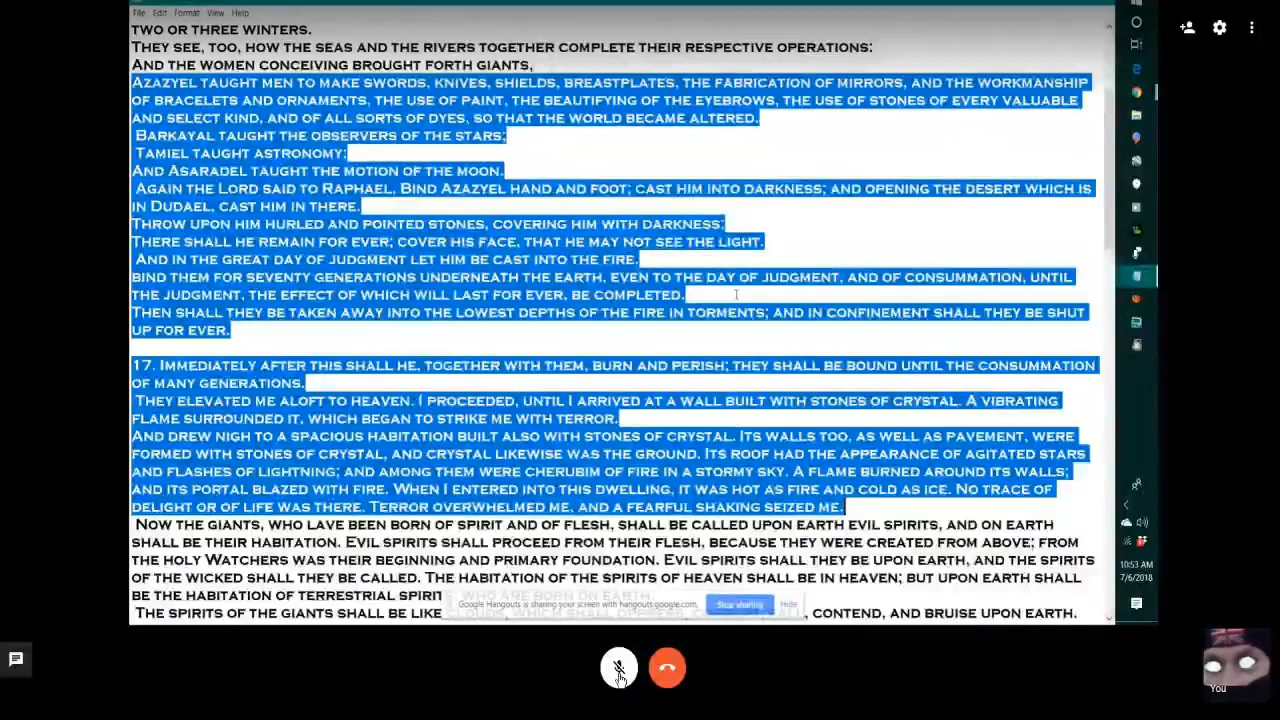 File Edit Format View Help
TWO OR THREE WINTERS.
THEY SEE, TOO, HOW THE SEAS AND THE RIVERS TOGETHER COMPLETE THEIR RESPECTIVE OPERATIONS:
AND THE WOMEN CONCEIVING BROUGHT FORTH GIANTS,
AZAZYEL TAUGHT MEN TO MAKE SWORDS, KNIVES, SHIELDS, BREASTPLATES, THE FABRICATION OF MIRRORS, AND THE WORKMANSHIP
OF BRACELETS AND ORNAMENTS, THE USE OF PAINT, THE BEAUTIFYING OF THE EYEBROWS, THE USE OF STONES OF EVERY VALUABLE
AND SELECT KIND, AND OF ALL SORTS OF DYES, SO THAT THE WORLD BECAME ALTERED.
BARKAYAL TAUGHT THE OBSERVERS OF THE STARS;
TAMIEL TAUGHT ASTRONOMY;
AND ASARADEL TAUGHT THE MOTION OF THE MOON.
AGAIN THE LORD SAID TO RAPHAEL, BIND AZAZYEL HAND AND FOOT; CAST HIM INTO DARKNESS; AND OPENING THE DESERT WHICH IS
IN DUDAEL, CAST HIM IN THERE.
THROW UPON HIM HURLED AND POINTED STONES, COVERING HIM WITH DARKNESS;
THERE SHALL HE REMAIN FOR EVER; COVER HIS FACE, THAT HE MAY NOT SEE THE LIGHT.
AND IN THE GREAT DAY OF JUDGMENT LET HIM BE CAST INTO THE FIRE.
BIND THEM FOR SEVENTY GENERATIONS UNDERNEATH THE EARTH, EVEN TO THE DAY OF JUDGMENT, AND OF CONSUMMATION, UNTIL
THE JUDGMENT, THE EFFECT OF WHICH WILL LAST FOR EVER, BE COMPLETED.
THEN SHALL THEY BE TAKEN AWAY INTO THE LOWEST DEPTHS OF THE FIRE IN TORMENTS; AND IN CONFINEMENT SHALL THEY BE SHUT
UP FOR EVER.
17. IMMEDIATELY AFTER THIS SHALL HE, TOGETHER WITH THEM, BURN AND PERISH; THEY SHALL BE BOUND UNTIL THE CONSUMMATION
OF MANY GENERATIONS.
THEY ELEVATED ME ALOFT TO HEAVEN. I PROCEEDED, UNTIL I ARRIVED AT A WALL BUILT WITH STONES OF CRYSTAL. A VIBRATING
FLAME SURROUNDED IT, WHICH BEGAN TO STRIKE ME WITH TERROR.
AND DREW NIGH TO A SPACIOUS HABITATION BUILT ALSO WITH STONES OF CRYSTAL. ITS WALLS TOO, AS WELL AS PAVEMENT, WERE
FORMED WITH STONES OF CRYSTAL, AND CRYSTAL LIKEWISE WAS THE GROUND. ITS ROOF HAD THE APPEARANCE OF AGITATED STARS
AND FLASHES OF LIGHTNING; AND AMONG THEM WERE CHERUBIM OF FIRE IN A STORMY SKY. A FLAME BURNED AROUND ITS WALLS;
AND ITS PORTAL BLAZED WITH FIRE. WHEN I ENTERED INTO THIS DWELLING, IT WAS HOT AS FIRE AND COLD AS ICE. NO TRACE OF
DELIGHT OR OF LIFE WAS THERE. TERROR OVERWHELMED ME, AND A FEARFUL SHAKING SEIZED ME.
NOW THE GIANTS, WHO LAVE BEEN BORN OF SPIRIT AND OF FLESH, SHALL BE CALLED UPON EARTH EVIL SPIRITS, AND ON EARTH
SHALL BE THEIR HABITATION. EVIL SPIRITS SHALL PROCEED FROM THEIR FLESH, BECAUSE THEY WERE CREATED FROM ABOVE; FROM
THE HOLY WATCHERS WAS THEIR BEGINNING AND PRIMARY FOUNDATION. EVIL SPIRITS SHALL THEY BE UPON EARTH, AND THE SPIRITS
OF THE WICKED SHALL THEY BE CALLED. THE HABITATION OF THE SPIRITS OF HEAVEN SHALL BE IN HEAVEN; BUT UPON EARTH SHALL
BE THE HABITATION OF TERRESTRIAL SPIRITS, WHO ARE BORN ON EARTH.
THE SPIRITS OF THE GIANTS SHALL BE LIKE CLOUDS, WHICH SHALL , CONTEND, AND BRUISE UPON EARTH.
Google Hangouts is sharing your screen with hangouts.google.com. Stop sharing Hide
10:53 AM
7/6/2018
You